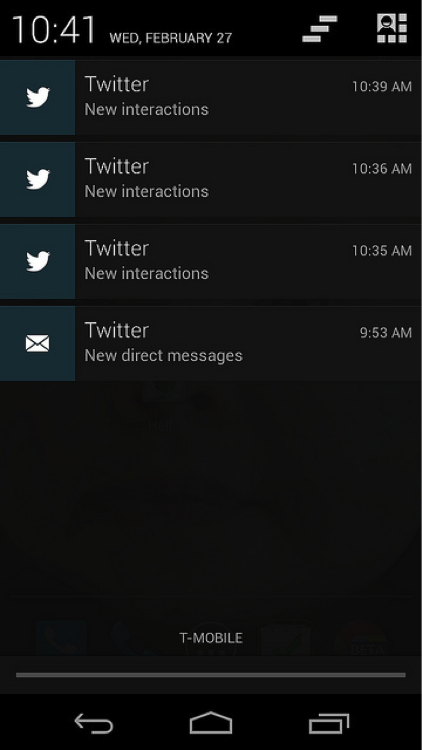 10:41 WED, FEBRUARY 27
Twitter 10:39 AM
New interactions
Twitter 10:36 AM
New interactions
Twitter 10:35 AM
New interactions
Twitter 9:53 AM
New direct messages
T-MOBILE